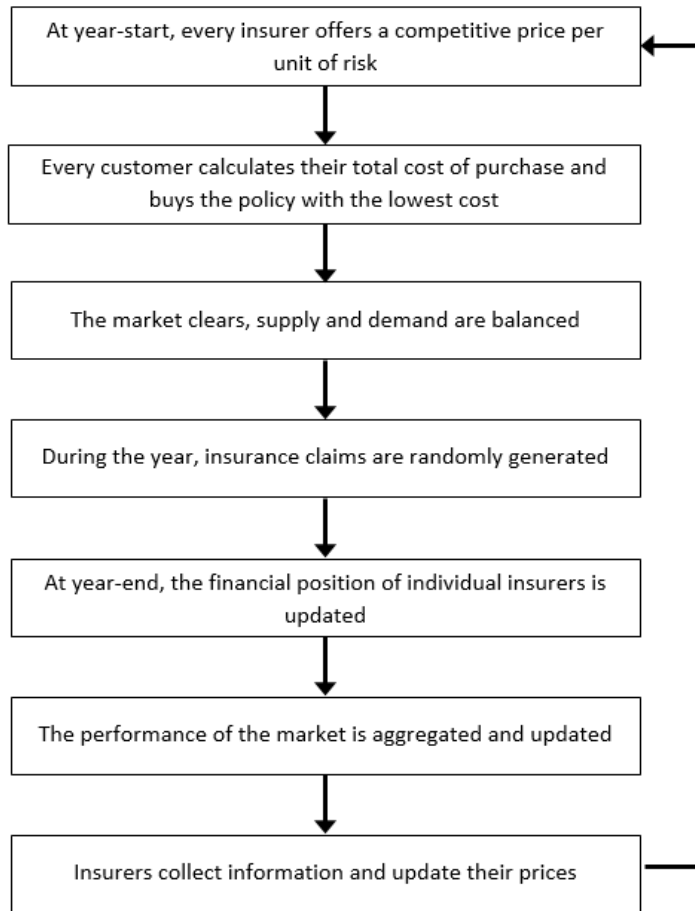 At year-start, every insurer offers a competitive price per
unit of risk
Every customer calculates their total cost of purchase and
buys the policy with the lowest cost
The market clears, supply and demand are balanced
During the year, insurance claims are randomly generated
At year-end, the financial position of individual insurers is
updated
The performance of the market is aggregated and updated
Insurers collect information and update their prices